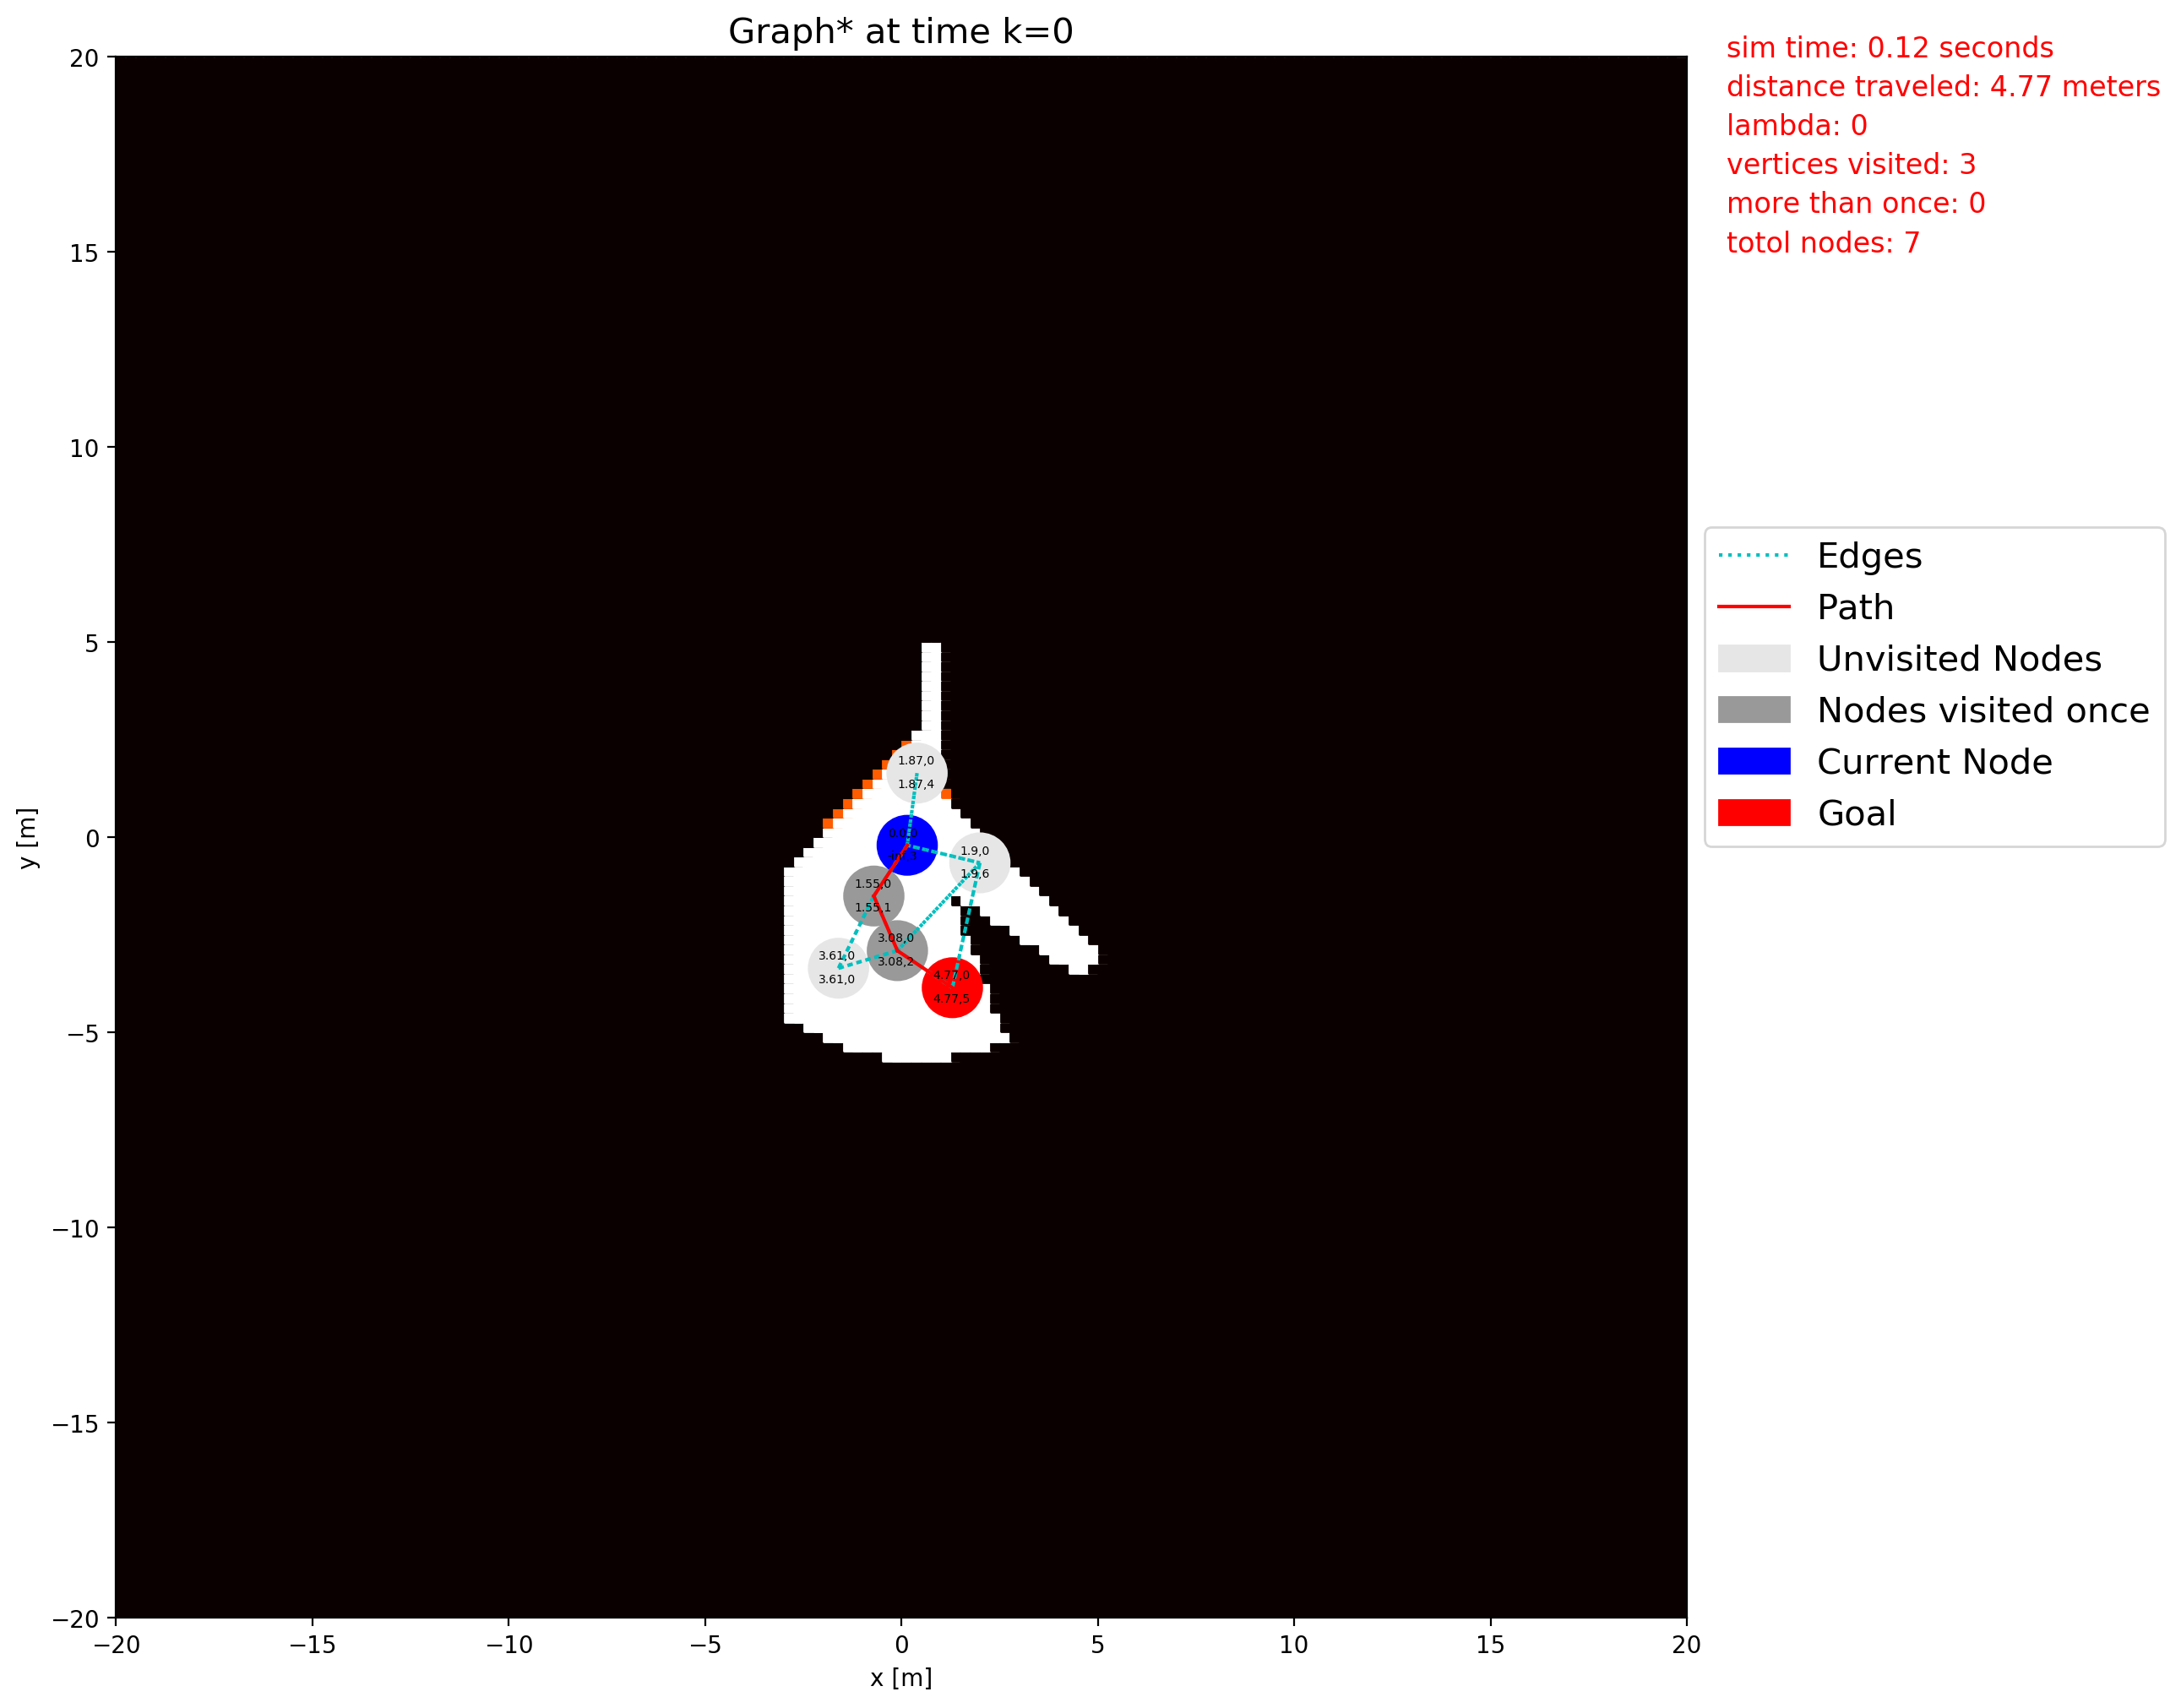 Graph* at time k=0
sim time: 0.12 seconds
distance traveled: 4.77 meters
lambda: 0
vertices visited: 3
more than once: 0
totol nodes: 7
20
15
10
5
0
−5
−10
−15
−20
y [m]
1.87,0
1.87,4
0.0,0
1.9,0
1.9,6
1.55,0
1.55,1
3.08,0
3.08,2
3.61,0
3.61,0
4.77,0
4.77,5
Edges
Path
Unvisited Nodes
Nodes visited once
Current Node
Goal
−20 −15 −10 −5 0 5 10 15 20
x [m]